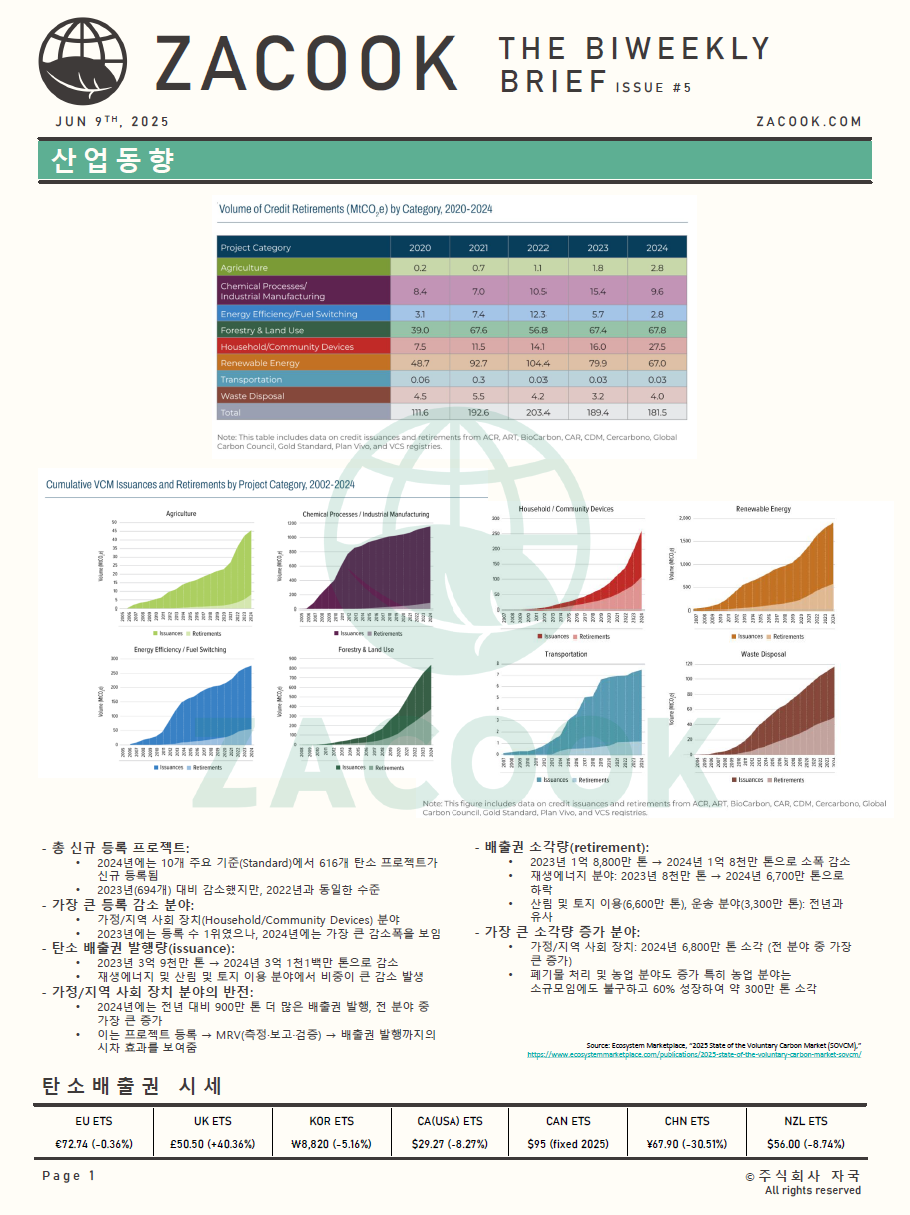 ZACOOK
THE BIWEEKLY
BRIEF ISSUE #5
JUN 9TH, 2025
ZACOOK.COM
산업동향
Volume of Credit Retirements (MtCO2e) by Category, 2020-2024
Project Category 2020 2021 2022 2023 2024
Agriculture 0.2 0.7 1.1 1.8 2.8
Chemical Processes/
Industrial Manufacturing 8.4 7.0 10.5 15.4 9.6
Energy Efficiency/Fuel Switching 3.1 7.4 12.3 5.7 2.8
Forestry & Land Use 39.0 67.6 56.8 67.4 67.8
Household/Community Devices 7.5 11.5 14.1 16.0 27.5
Renewable Energy 48.7 92.7 104.4 79.9 67.0
Transportation 0.06 0.3 0.03 0.03 0.03
Waste Disposal 4.5 5.5 4.2 3.2 4.0
Total 111.6 192.6 203.4 189.4 181.5
Note: This table includes data on credit issuances and retirements from ACR, ART, BioCarbon, CAR, CDM, Cercarbono, Global
Carbon Council, Gold Standard, Plan Vivo, and VCS registries.
Cumulative VCM Issuances and Retirements by Project Category, 2002-2024
Agriculture
Volume (MtCO2e)
Issuances Retirements
Chemical Processes / Industrial Manufacturing
Volume (MtCO2e)
Issuances Retirements
Household / Community Devices
Volume (MtCO2e)
Issuances Retirements
Renewable Energy
Volume (MtCO2e)
Issuances Retirements
Energy Efficiency / Fuel Switching
Volume (MtCO2e)
Issuances Retirements
Forestry & Land Use
Volume (MtCO2e)
Issuances Retirements
Transportation
Volume (MtCO2e)
Issuances Retirements
Waste Disposal
Volume (MtCO2e)
Issuances Retirements
ZACOOK
Note: This figure includes data on credit issuances and retirements from ACR, ART, BioCarbon, CAR, CDM, Cercarbono, Global
Carbon Council, Gold Standard, Plan Vivo, and VCS registries.
- 총 신규 등록 프로젝트:
• 2024년에는 10개 주요 기준(Standard)에서 616개 탄소 프로젝트가
신규 등록됨
• 2023년(694개) 대비 감소했지만, 2022년과 동일한 수준
- 가장 큰 등록 감소 분야:
• 가정/지역 사회 장치(Household/Community Devices) 분야
• 2023년에는 등록 수 1위였으나, 2024년에는 가장 큰 감소폭을 보임
- 탄소 배출권 발행량(issuance):
• 2023년 3억 9천만 톤 → 2024년 3억 1천1백만 톤으로 감소
• 재생에너지 및 산림 및 토지 이용 분야에서 비중이 큰 감소 발생
- 가정/지역 사회 장치 분야의 반전:
• 2024년에는 전년 대비 900만 톤 더 많은 배출권 발행, 전 분야 중
가장 큰 증가
• 이는 프로젝트 등록 → MRV(측정·보고·검증) → 배출권 발행까지의
시차 효과를 보여줌
- 배출권 소각량(retirement):
• 2023년 1억 8,800만 톤 → 2024년 1억 8천만 톤으로 소폭 감소
• 재생에너지 분야: 2023년 8천만 톤 → 2024년 6,700만 톤으로
하락
• 산림 및 토지 이용(6,600만 톤), 운송 분야(3,300만 톤): 전년과
유사
- 가장 큰 소각량 증가 분야:
• 가정/지역 사회 장치: 2024년 6,800만 톤 소각 (전 분야 중 가장
큰 증가)
• 폐기물 처리 및 농업 분야도 증가 특히 농업 분야는
소규모임에도 불구하고 60% 성장하여 약 300만 톤 소각
Source: Ecosystem Marketplace, "2025 State of the Voluntary Carbon Market (SOVCM),"
https://www.ecosystemmarketplace.com/publications/2025-state-of-the-voluntary-carbon-market-sovcm/
탄소배출권 시세
EU ETS UK ETS KOR ETS CA(USA) ETS CAN ETS CHN ETS NZL ETS
€72.74 (-0.36%) £50.50 (+40.36%) ₩8,820 (-5.16%) $29.27 (-8.27%) $95 (fixed 2025) ¥67.90 (-30.51%) $56.00 (-8.74%)
Page 1
© 주식회사 자국
All rights reserved